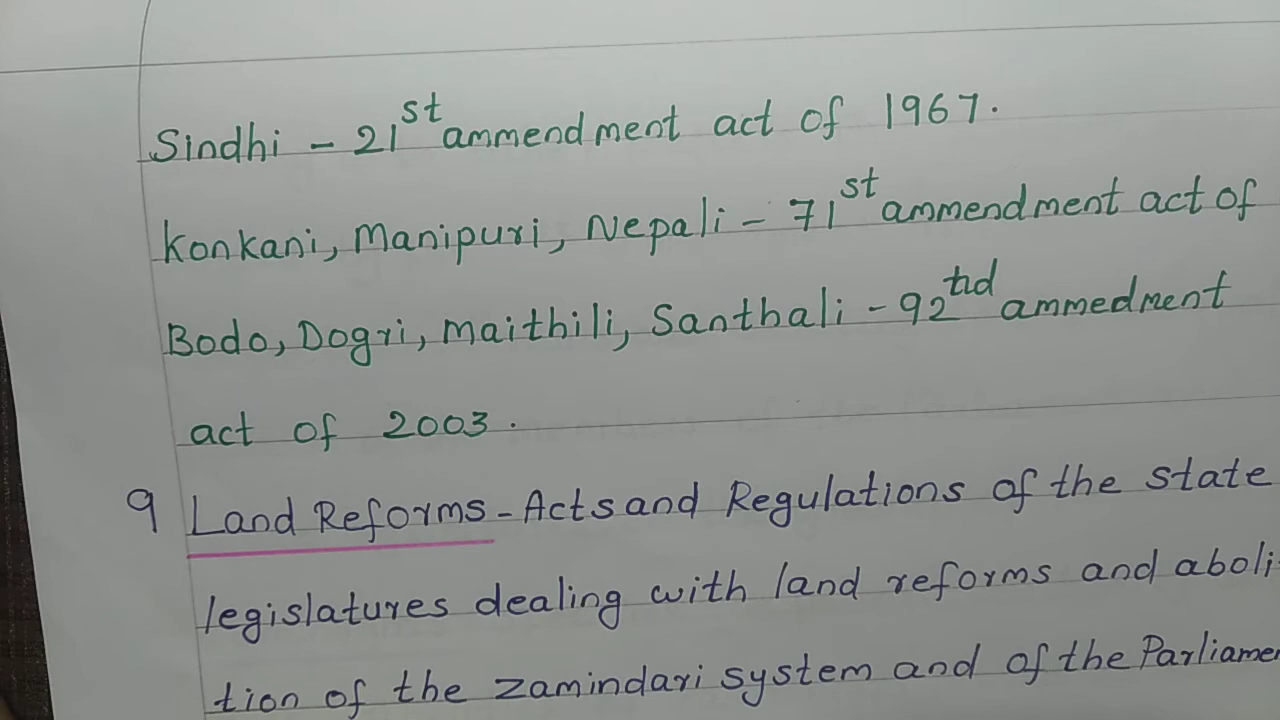 Sindhi - 21st ammendment act of 1967.
Konkani, Manipuri, Nepali - 71st ammendment act of
Bodo, Dogri, Maithili, Santhali - 92nd ammedment
act of 2003.
9 Land Reforms - Acts and Regulations of the state
legislatures dealing with land reforms and aboli-
tion of the zamindari system and of the Parliamen